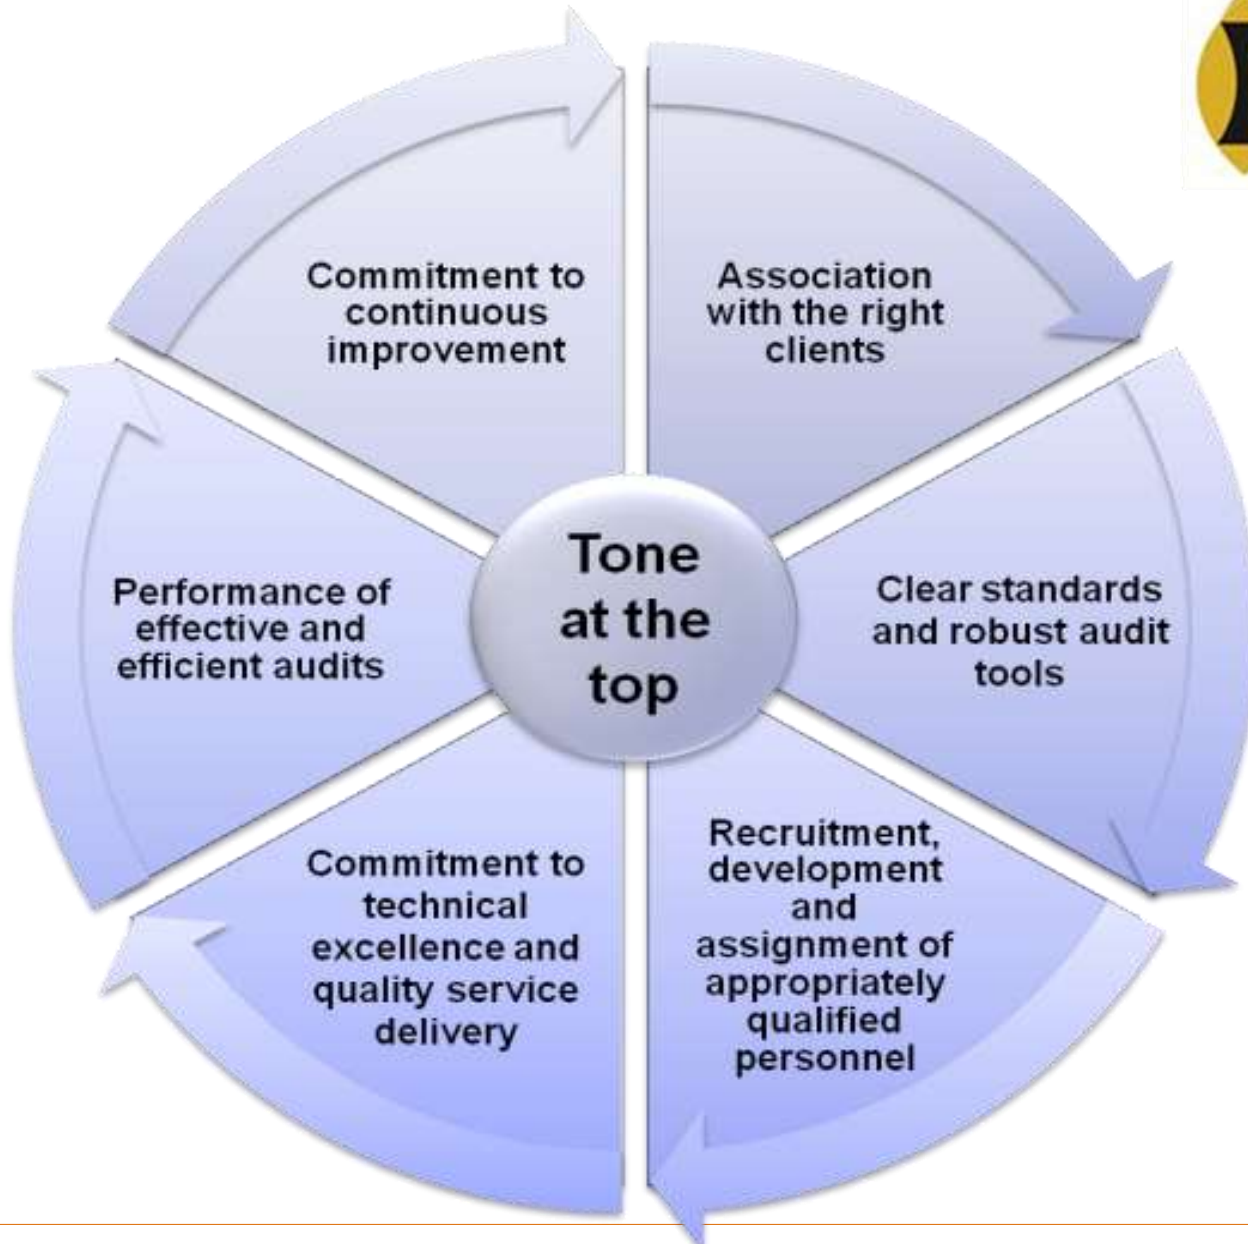 Commitment to
continuous
improvement
Association
with the right
clients
Tone
at the
top
Performance of
effective and
efficient audits
Clear standards
and robust audit
tools
Commitment to
technical
excellence and
quality service
delivery
Recruitment,
development
and
assignment of
appropriately
qualified
personnel